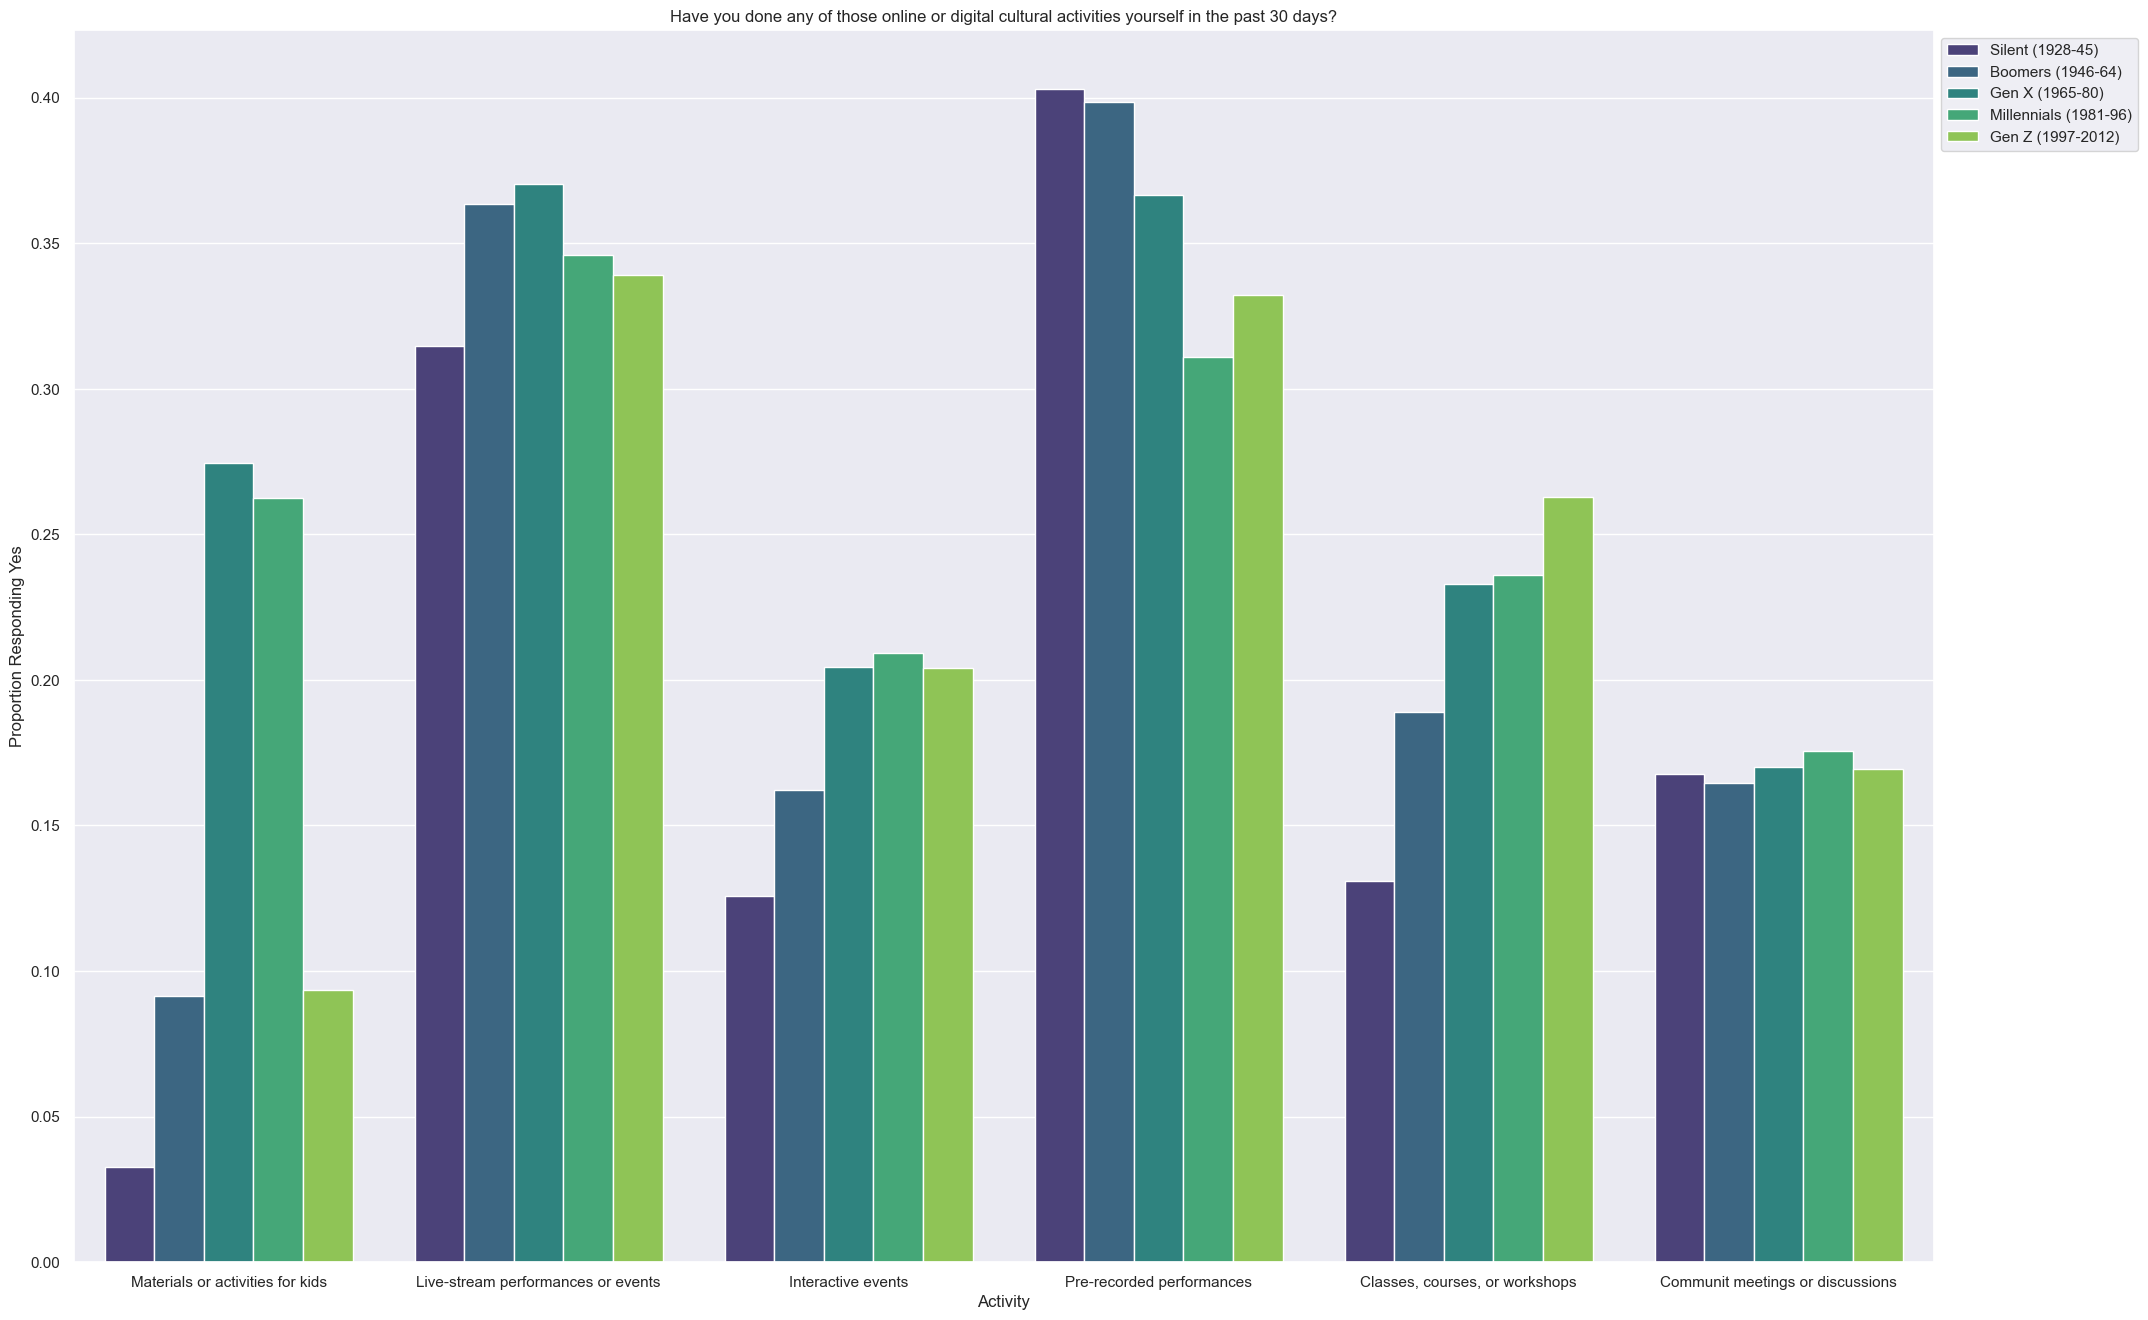 Have you done any of those online or digital cultural activities yourself in the past 30 days?
Silent (1928-45)
Boomers (1946-64)
Gen X (1965-80)
Millennials (1981-96)
Gen Z (1997-2012)
Proportion Responding Yes
0.40
0.35
0.30
0.25
0.20
0.15
0.10
0.05
0.00
Materials or activities for kids
Live-stream performances or events
Interactive events
Pre-recorded performances
Classes, courses, or workshops
Communit meetings or discussions
Activity